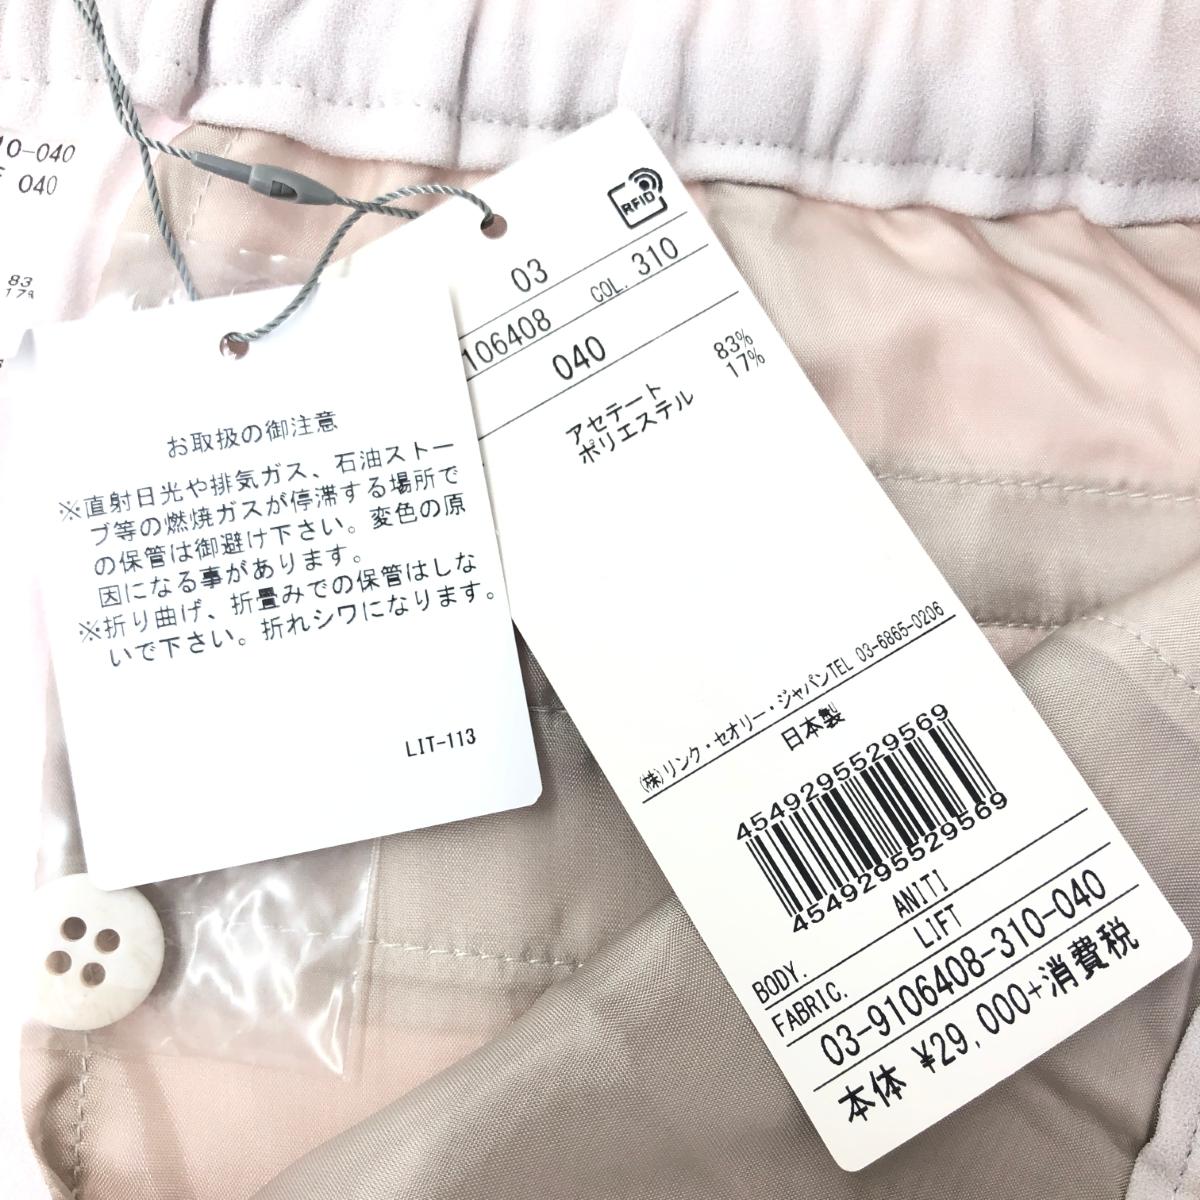 10-040
040
83
17%
お取扱の御注意
※直射日光や排気ガス、石油ストー
ブ等の燃焼ガスが停滞する場所で
の保管は御避け下さい。変色の原
因になる事があります。
※折り曲げ、折畳みでの保管はしな
いで下さい。折れシワになります。
LIT-113
RFID
03
106408 COL. 310
040
アセテート 83%
ポリエステル 17%
(株)リンク・セオリー・ジャパンTEL 03-6865-0206
日本製
4549295529569
4549295529569
BODY. ANITI
FABRIC. LIFT
03-9106408-310-040
本体 ¥29,000+消費税